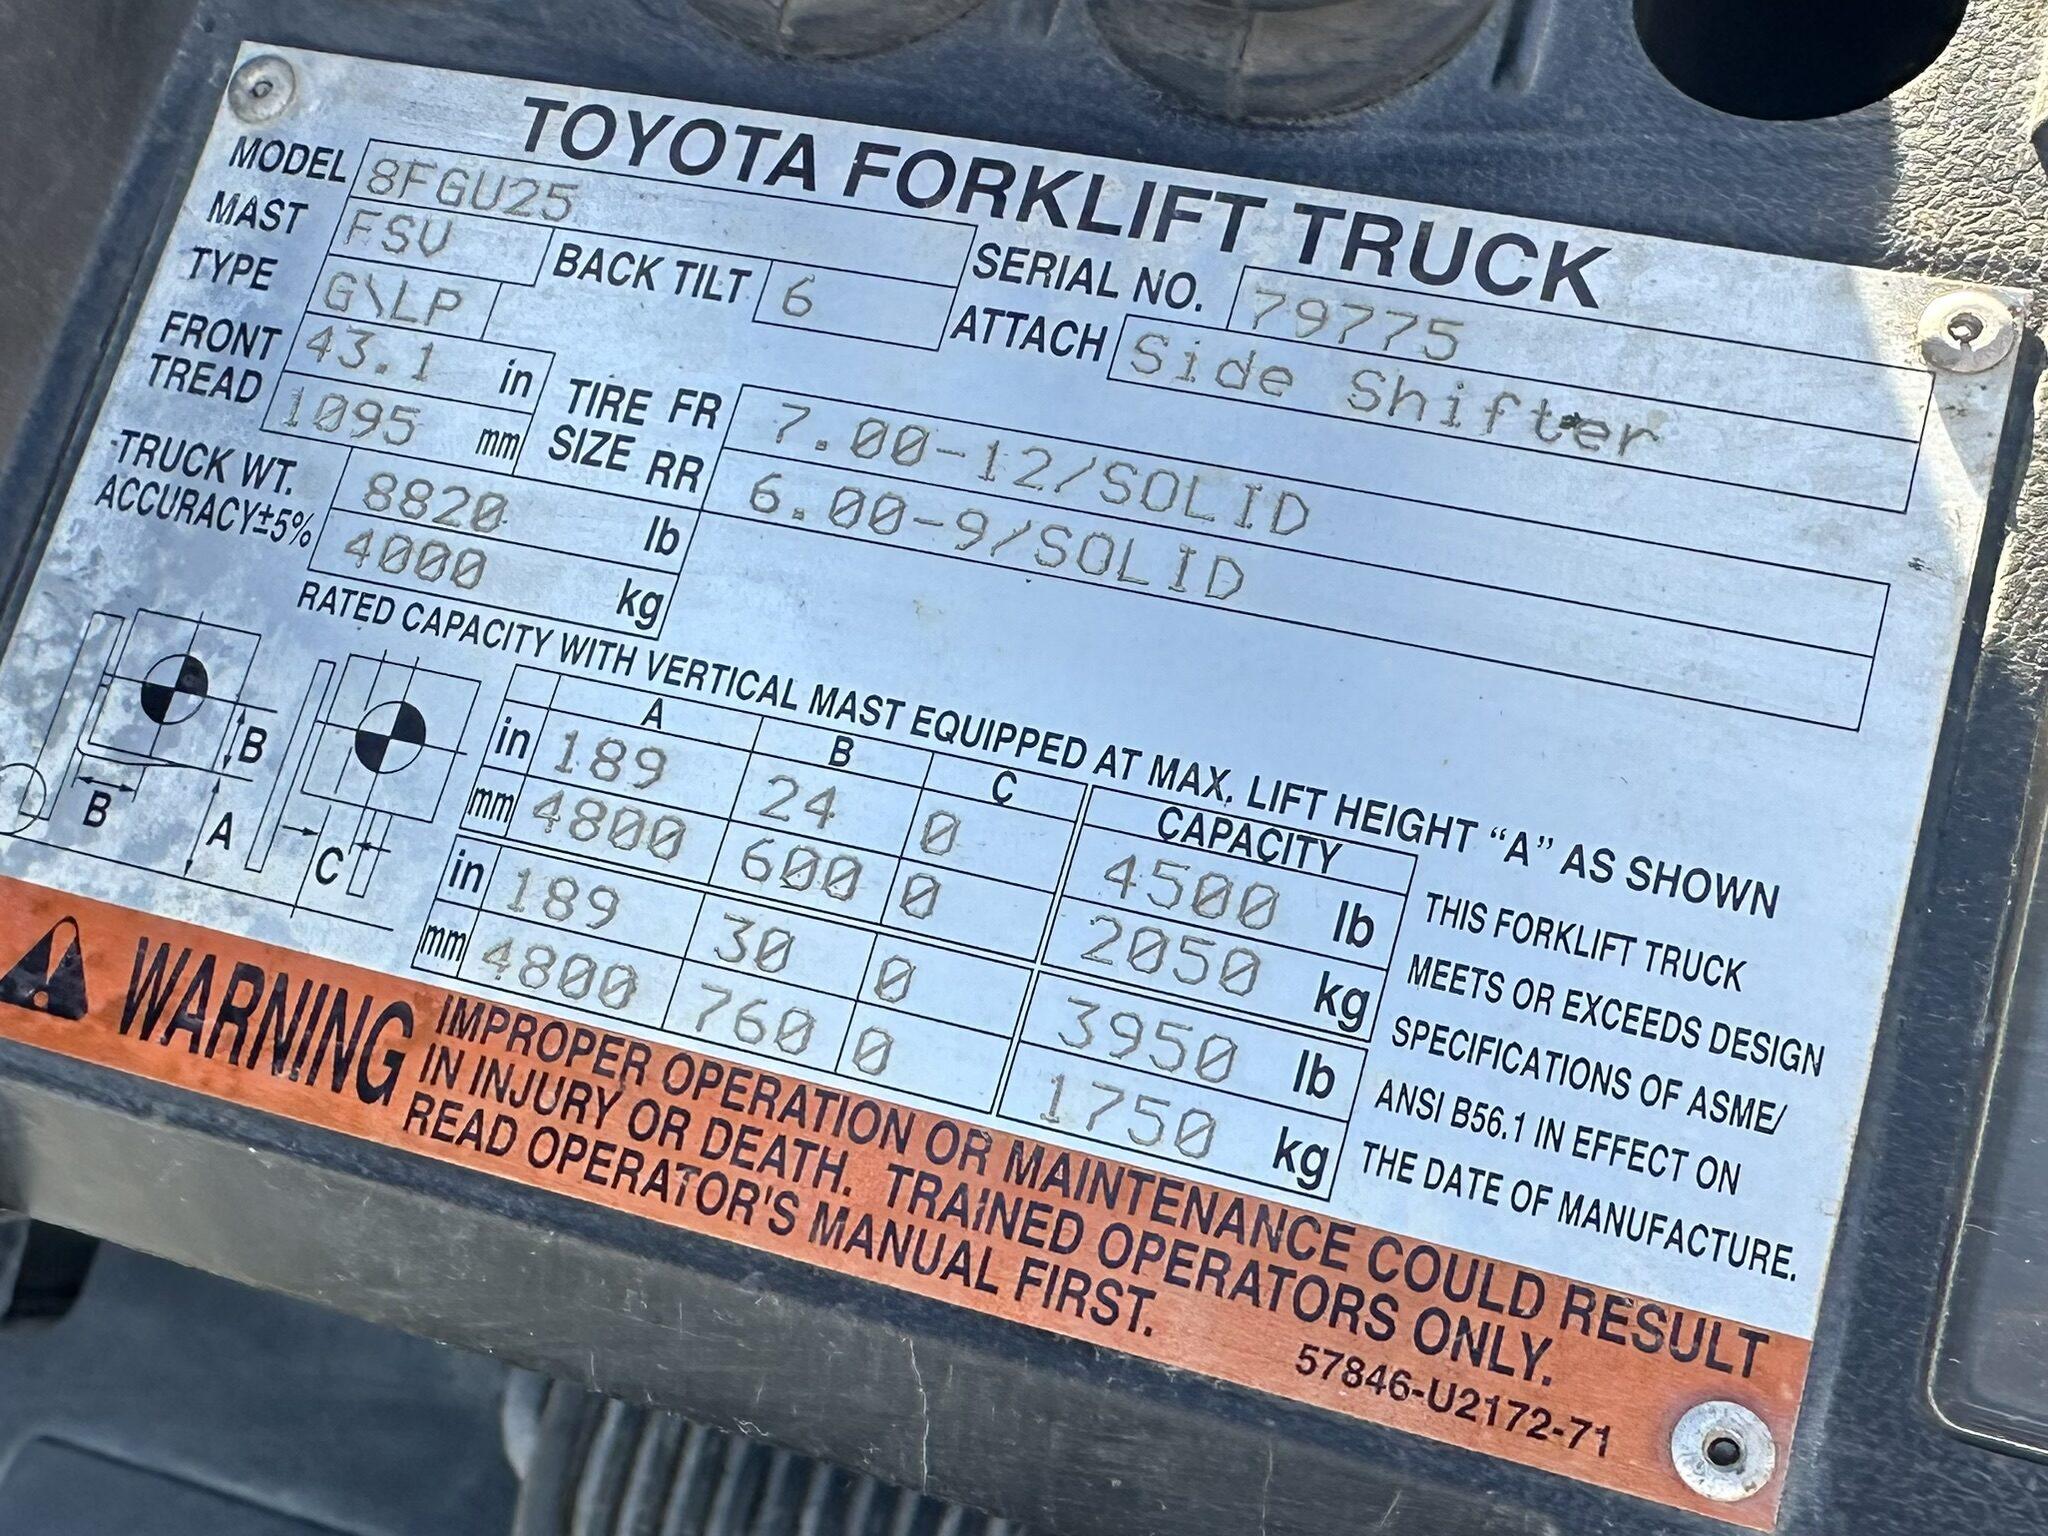 TOYOTA FORKLIFT TRUCK
MODEL 8FGU25 SERIAL NO. 79775
MAST FSV BACK TILT 6 ATTACH Side Shifter
TYPE G\LP
FRONT TREAD 43.1 in TIRE SIZE FR 7.00-12/SOLID
1095 mm RR 6.00-9/SOLID
TRUCK WT. 8820 lb
ACCURACY±5% 4000 kg
RATED CAPACITY WITH VERTICAL MAST EQUIPPED AT MAX. LIFT HEIGHT "A" AS SHOWN
A B C CAPACITY
in 189 24 0 4500 lb
mm 4800 600 0 2050 kg
in 189 30 0 3950 lb
mm 4800 760 0 1750 kg
B
B A C
THIS FORKLIFT TRUCK
MEETS OR EXCEEDS DESIGN
SPECIFICATIONS OF ASME/
ANSI B56.1 IN EFFECT ON
THE DATE OF MANUFACTURE.
WARNING
IMPROPER OPERATION OR MAINTENANCE COULD RESULT
IN INJURY OR DEATH. TRAINED OPERATORS ONLY.
READ OPERATOR'S MANUAL FIRST.
57846-U2172-71